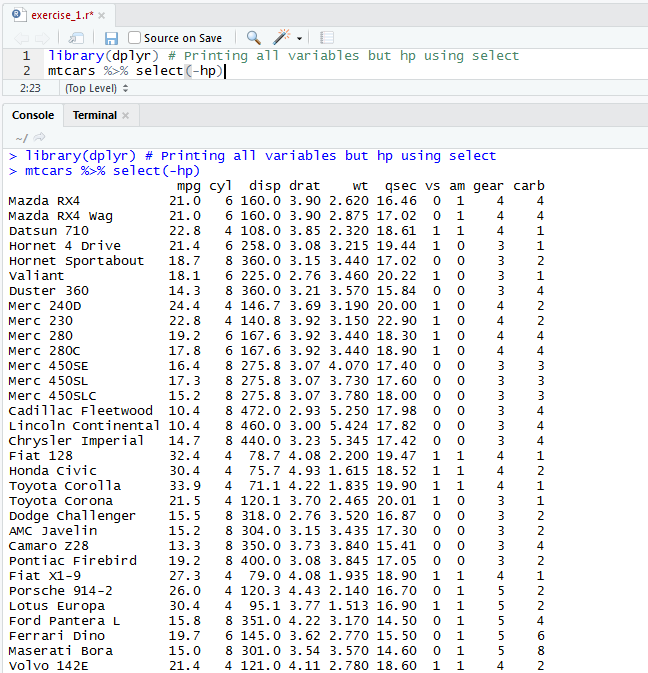 exercise_1.r*
Source on Save
1 library(dplyr) # Printing all variables but hp using select
2 mtcars %>% select(-hp)
2:23 (Top Level)
Console Terminal
~/
> library(dplyr) # Printing all variables but hp using select
> mtcars %>% select(-hp)
mpg cyl disp drat wt qsec vs am gear carb
Mazda RX4 21.0 6 160.0 3.90 2.620 16.46 0 1 4 4
Mazda RX4 Wag 21.0 6 160.0 3.90 2.875 17.02 0 1 4 4
Datsun 710 22.8 4 108.0 3.85 2.320 18.61 1 1 4 1
Hornet 4 Drive 21.4 6 258.0 3.08 3.215 19.44 1 0 3 1
Hornet Sportabout 18.7 8 360.0 3.15 3.440 17.02 0 0 3 2
Valiant 18.1 6 225.0 2.76 3.460 20.22 1 0 3 1
Duster 360 14.3 8 360.0 3.21 3.570 15.84 0 0 3 4
Merc 240D 24.4 4 146.7 3.69 3.190 20.00 1 0 4 2
Merc 230 22.8 4 140.8 3.92 3.150 22.90 1 0 4 2
Merc 280 19.2 6 167.6 3.92 3.440 18.30 1 0 4 4
Merc 280C 17.8 6 167.6 3.92 3.440 18.90 1 0 4 4
Merc 450SE 16.4 8 275.8 3.07 4.070 17.40 0 0 3 3
Merc 450SL 17.3 8 275.8 3.07 3.730 17.60 0 0 3 3
Merc 450SLC 15.2 8 275.8 3.07 3.780 18.00 0 0 3 3
Cadillac Fleetwood 10.4 8 472.0 2.93 5.250 17.98 0 0 3 4
Lincoln Continental 10.4 8 460.0 3.00 5.424 17.82 0 0 3 4
Chrysler Imperial 14.7 8 440.0 3.23 5.345 17.42 0 0 3 4
Fiat 128 32.4 4 78.7 4.08 2.200 19.47 1 1 4 1
Honda Civic 30.4 4 75.7 4.93 1.615 18.52 1 1 4 2
Toyota Corolla 33.9 4 71.1 4.22 1.835 19.90 1 1 4 1
Toyota Corona 21.5 4 120.1 3.70 2.465 20.01 1 0 3 1
Dodge Challenger 15.5 8 318.0 2.76 3.520 16.87 0 0 3 2
AMC Javelin 15.2 8 304.0 3.15 3.435 17.30 0 0 3 2
Camaro Z28 13.3 8 350.0 3.73 3.840 15.41 0 0 3 4
Pontiac Firebird 19.2 8 400.0 3.08 3.845 17.05 0 0 3 2
Fiat X1-9 27.3 4 79.0 4.08 1.935 18.90 1 1 4 1
Porsche 914-2 26.0 4 120.3 4.43 2.140 16.70 0 1 5 2
Lotus Europa 30.4 4 95.1 3.77 1.513 16.90 1 1 5 2
Ford Pantera L 15.8 8 351.0 4.22 3.170 14.50 0 1 5 4
Ferrari Dino 19.7 6 145.0 3.62 2.770 15.50 0 1 5 6
Maserati Bora 15.0 8 301.0 3.54 3.570 14.60 0 1 5 8
Volvo 142E 21.4 4 121.0 4.11 2.780 18.60 1 1 4 2